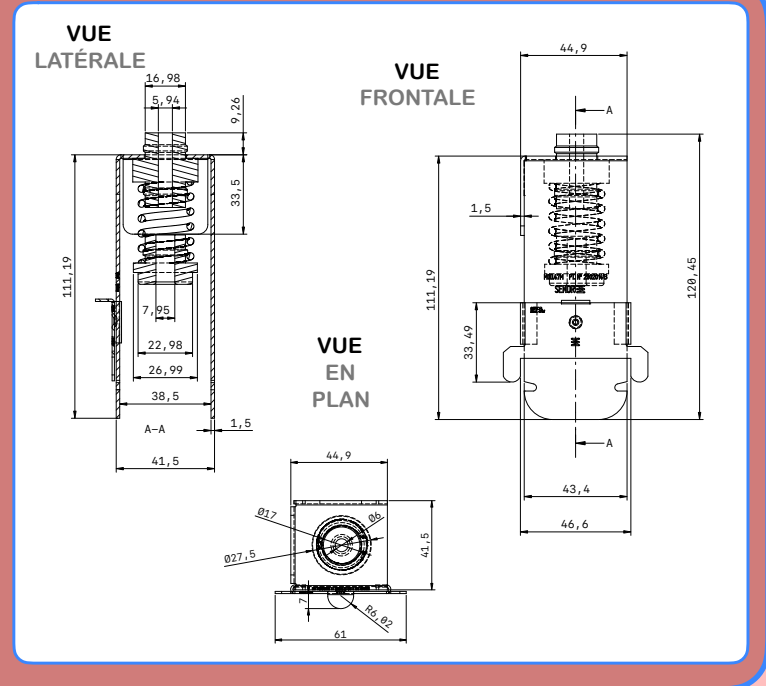 VUE
LATÉRALE
16,98
5,94
9,26
33,5
111,19
7,95
22,98
26,99
38,5
A-A
1,5
41,5
VUE
FRONTALE
44,9
A
1,5
111,19
120,45
33,49
A
43,4
46,6
VUE
EN
PLAN
44,9
Ø17
Ø6
Ø27,5
41,5
7
R6,02
61